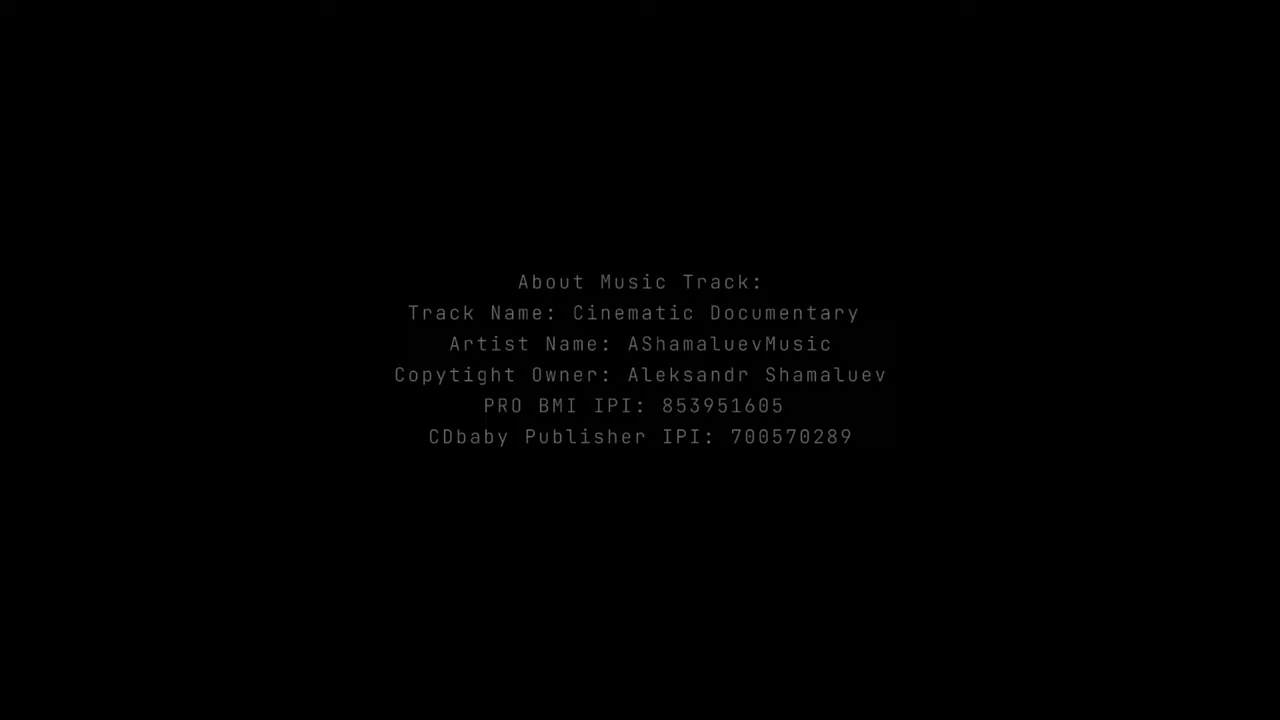 About Music Track:
Track Name: Cinematic Documentary
Artist Name: AShamaluevMusic
Copytight Owner: Aleksandr Shamaluev
PRO BMI IPI: 853951605
CDbaby Publisher IPI: 700570289